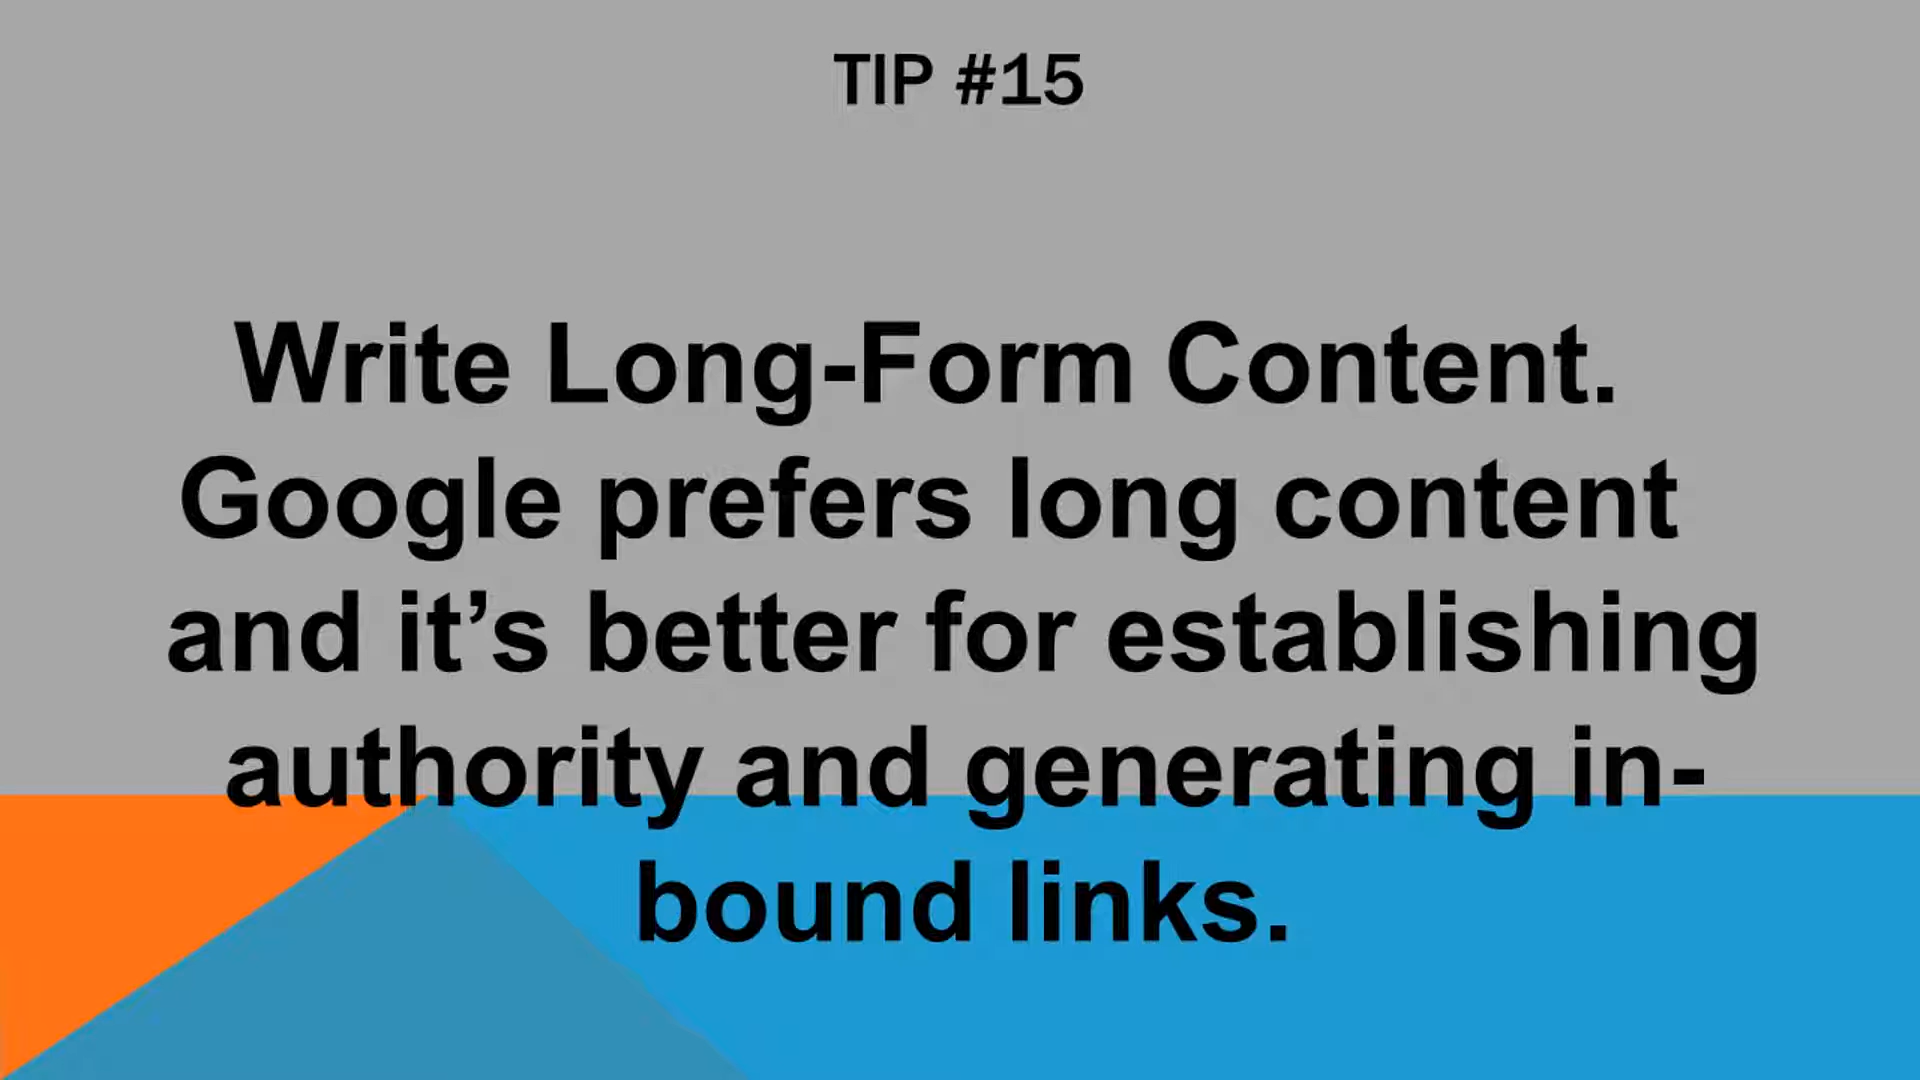 TIP #15
Write Long-Form Content.
Google prefers long content
and it’s better for establishing
authority and generating in-
bound links.